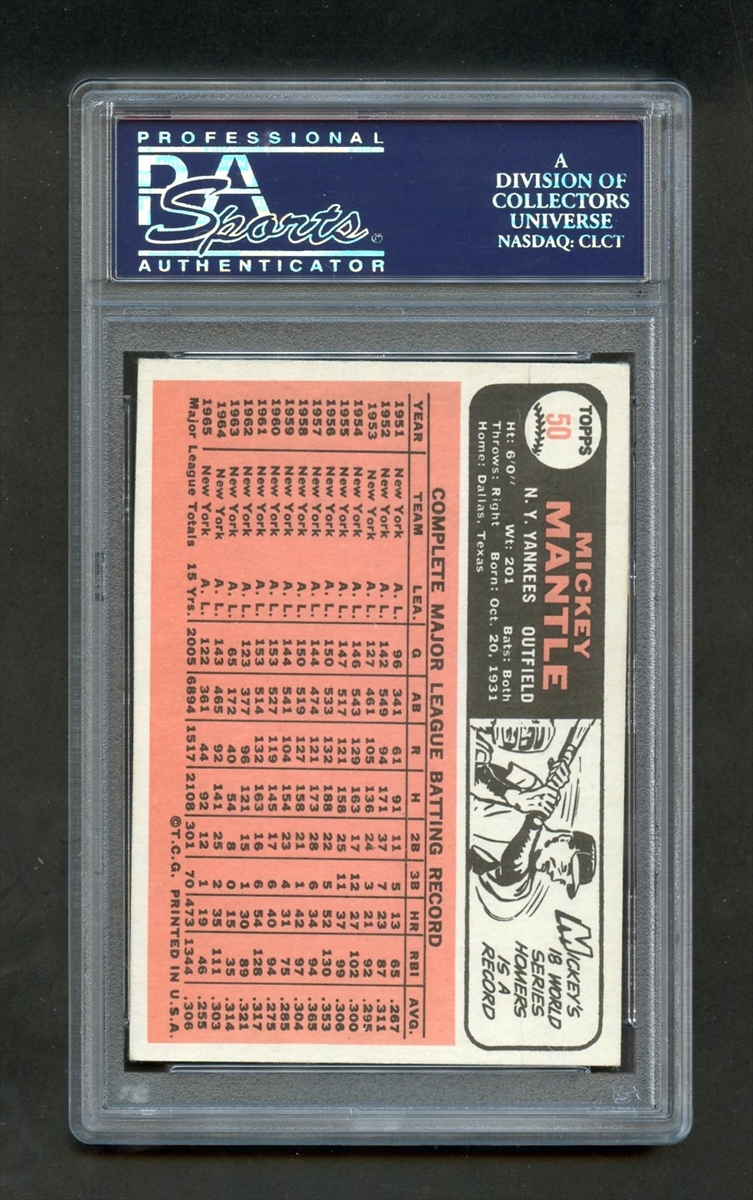 PROFESSIONAL
PSA
Sports
AUTHENTICATOR
A
DIVISION OF
COLLECTORS
UNIVERSE
NASDAQ: CLCT
TOPPS
50
MICKEY
MANTLE
N. Y. YANKEES OUTFIELD
Ht: 6'0" Wt: 201 Bats: Both
Throws: Right Born: Oct. 20, 1931
Home: Dallas, Texas
MICKEY'S
18 WORLD
SERIES
HOMERS
IS A
RECORD
COMPLETE MAJOR LEAGUE BATTING RECORD
YEAR TEAM LEA. G AB R H 2B 3B HR RBI AVG.
1951 New York A. L. 96 341 61 91 11 5 13 65 .267
1952 New York A. L. 142 549 94 171 37 7 23 87 .311
1953 New York A. L. 127 461 105 136 24 3 21 92 .295
1954 New York A. L. 146 543 129 163 17 12 27 102 .300
1955 New York A. L. 147 517 121 158 25 11 37 99 .306
1956 New York A. L. 150 533 132 188 22 5 52 130 .353
1957 New York A. L. 144 474 121 173 28 6 34 94 .365
1958 New York A. L. 150 519 127 158 21 1 42 97 .304
1959 New York A. L. 144 541 104 154 23 4 31 75 .285
1960 New York A. L. 153 527 119 145 17 6 40 94 .275
1961 New York A. L. 153 514 132 163 16 6 54 128 .317
1962 New York A. L. 123 377 96 121 15 1 30 89 .321
1963 New York A. L. 65 172 40 54 8 0 15 35 .314
1964 New York A. L. 143 465 92 141 25 2 35 111 .303
1965 New York A. L. 122 361 44 92 12 1 19 46 .255
Major League Totals 15 Yrs. 2005 6894 1517 2108 301 70 473 1344 .306
©T.C.G. PRINTED IN U.S.A.